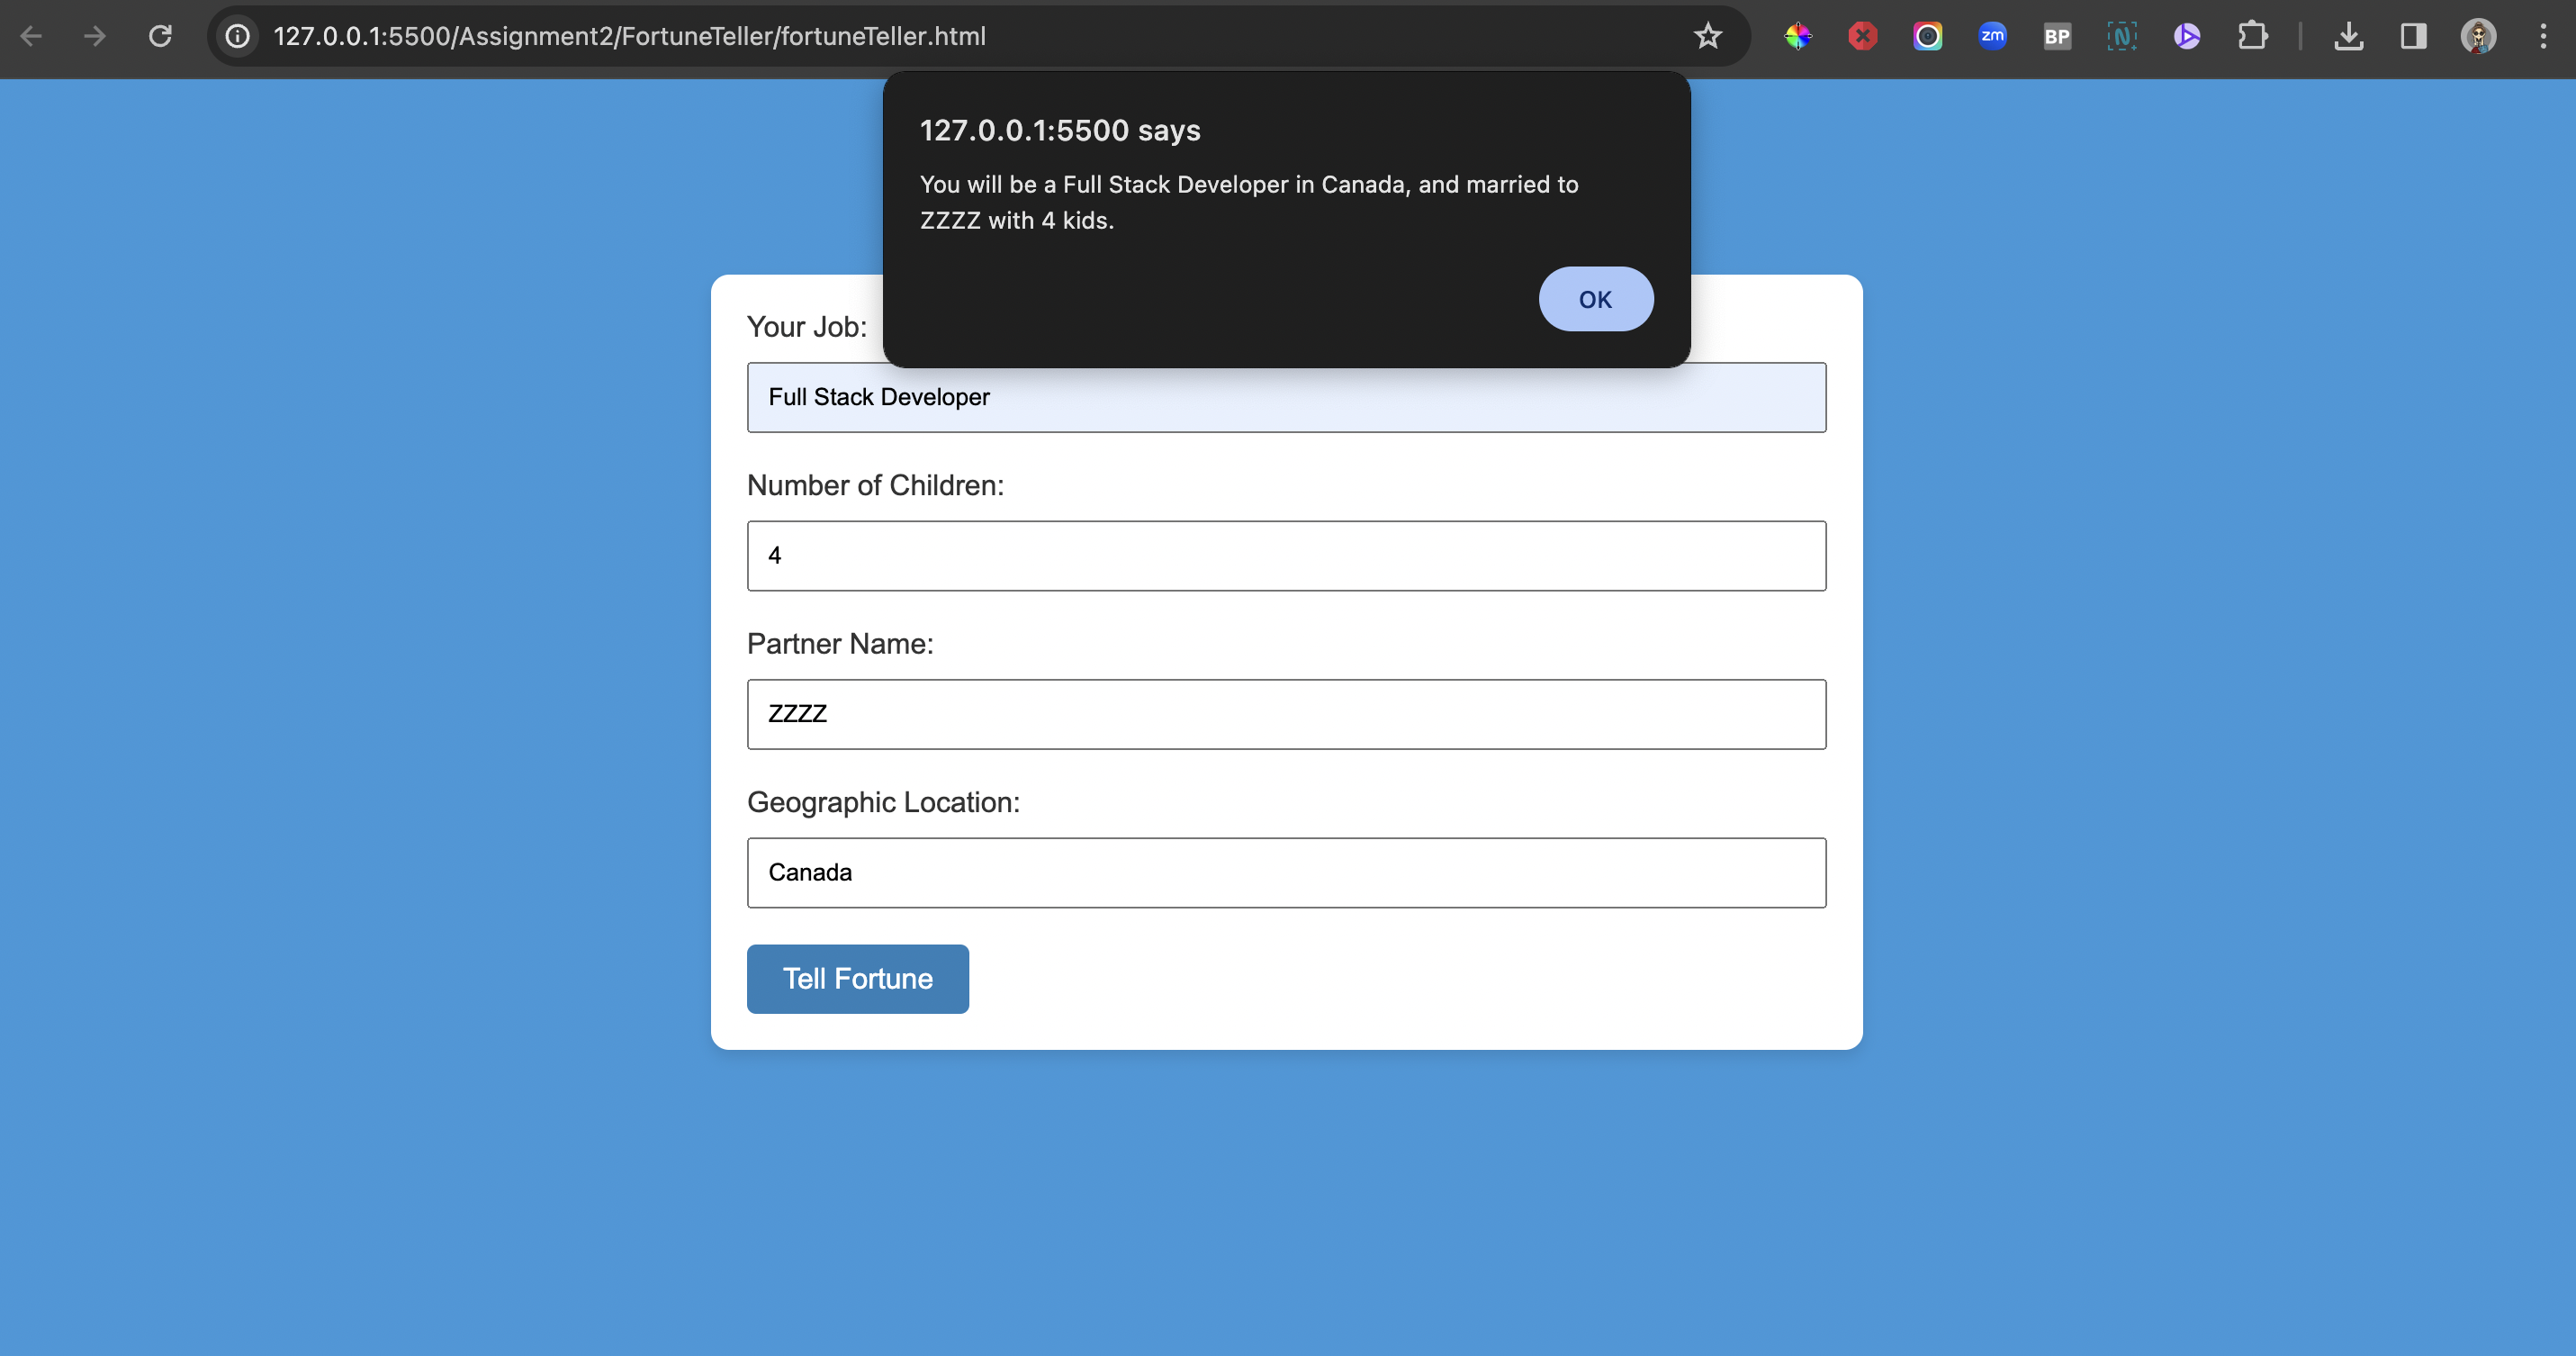 127.0.0.1:5500/Assignment2/FortuneTeller/fortuneTeller.html
zm
BP
N
127.0.0.1:5500 says
You will be a Full Stack Developer in Canada, and married to
ZZZZ with 4 kids.
OK
Your Job:
Full Stack Developer
Number of Children:
4
Partner Name:
ZZZZ
Geographic Location:
Canada
Tell Fortune